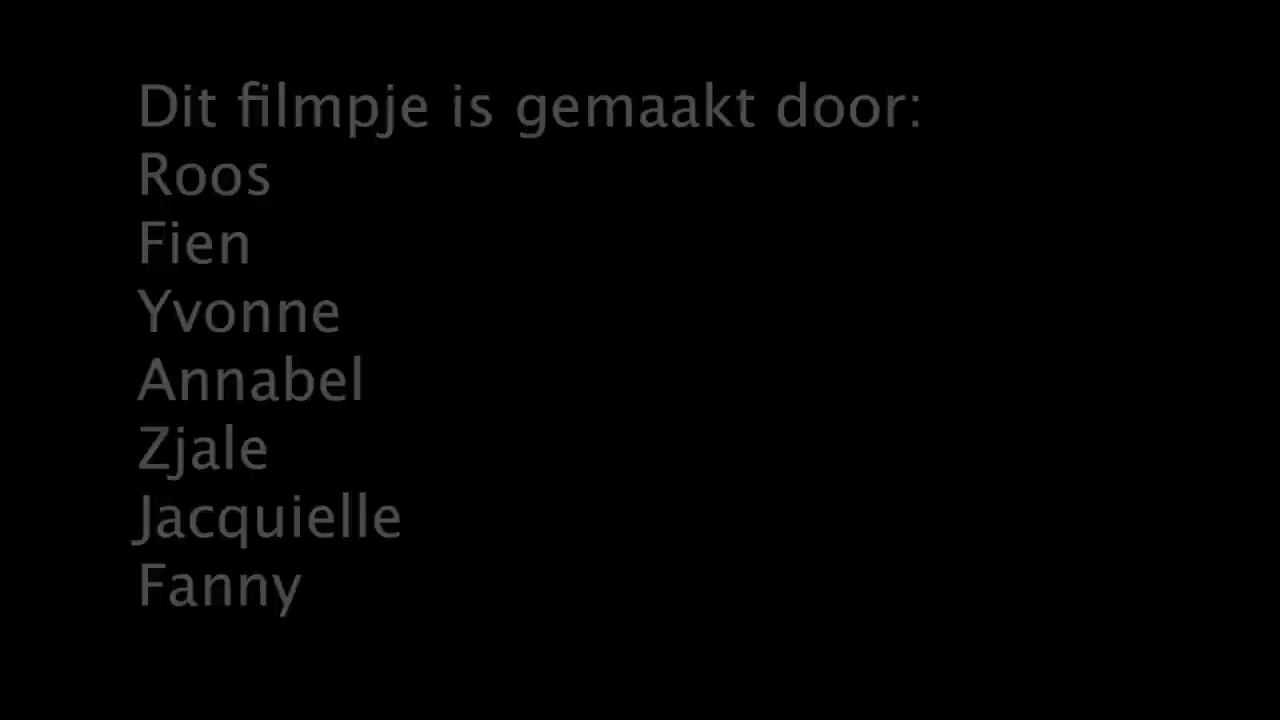 Dit filmpje is gemaakt door:
Roos
Fien
Yvonne
Annabel
Zjale
Jacquielle
Fanny